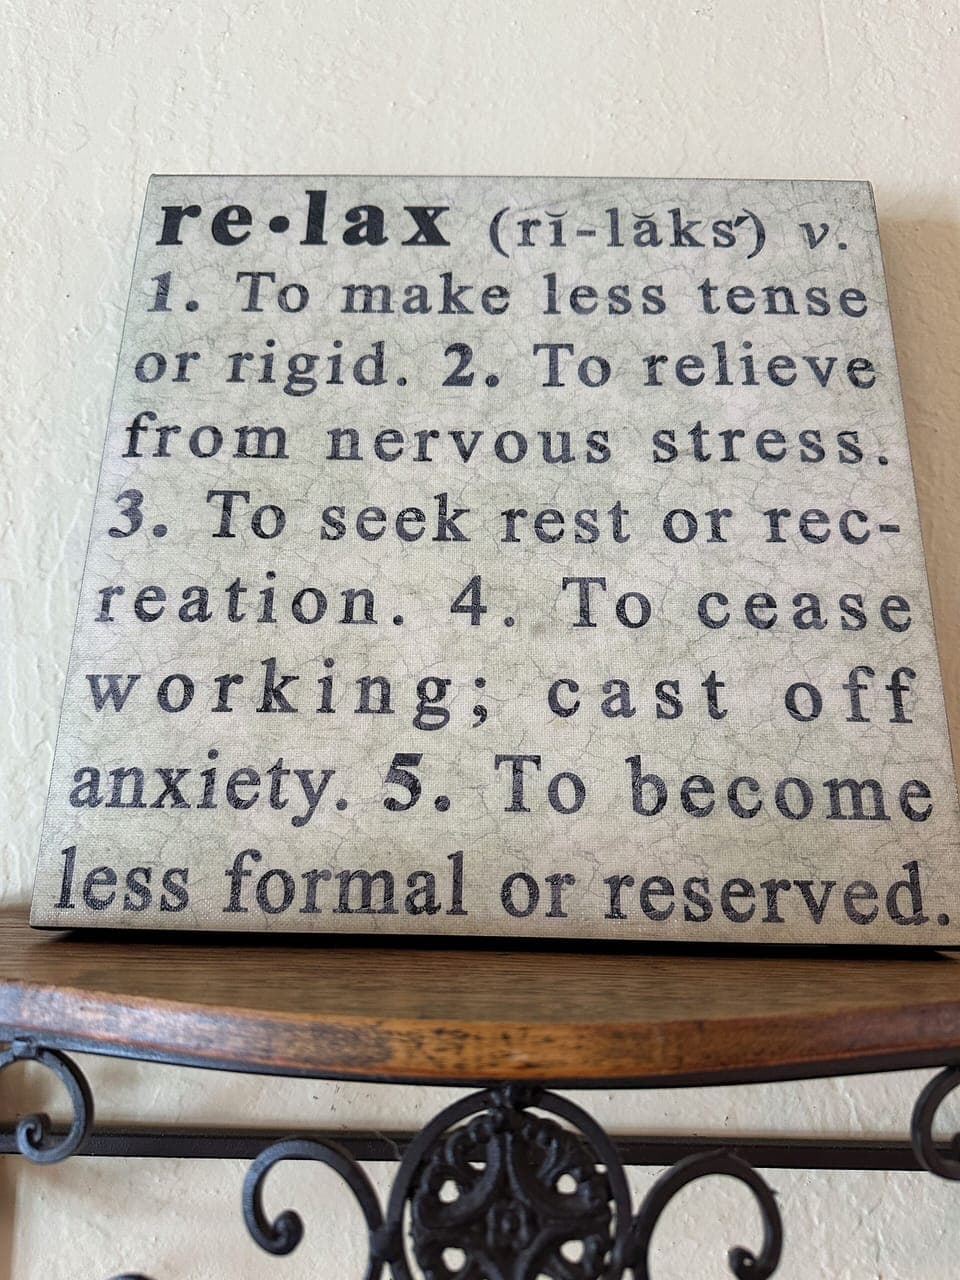 re•lax (rĭ-lăks′) v.
1. To make less tense
or rigid. 2. To relieve
from nervous stress.
3. To seek rest or rec-
reation. 4. To cease
working; cast off
anxiety. 5. To become
less formal or reserved.